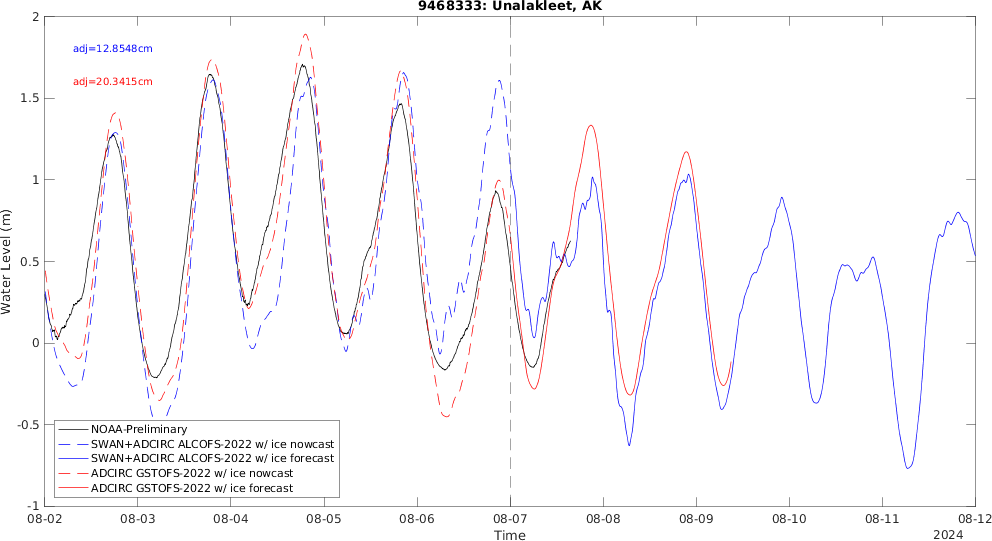 9468333: Unalakleet, AK
adj=12.8548cm
adj=20.3415cm
Water Level (m)
2
1.5
1
0.5
0
-0.5
-1
NOAA-Preliminary
SWAN+ADCIRC ALCOFS-2022 w/ ice nowcast
SWAN+ADCIRC ALCOFS-2022 w/ ice forecast
ADCIRC GSTOFS-2022 w/ ice nowcast
ADCIRC GSTOFS-2022 w/ ice forecast
08-02 08-03 08-04 08-05 08-06 08-07 08-08 08-09 08-10 08-11 08-12
Time
2024